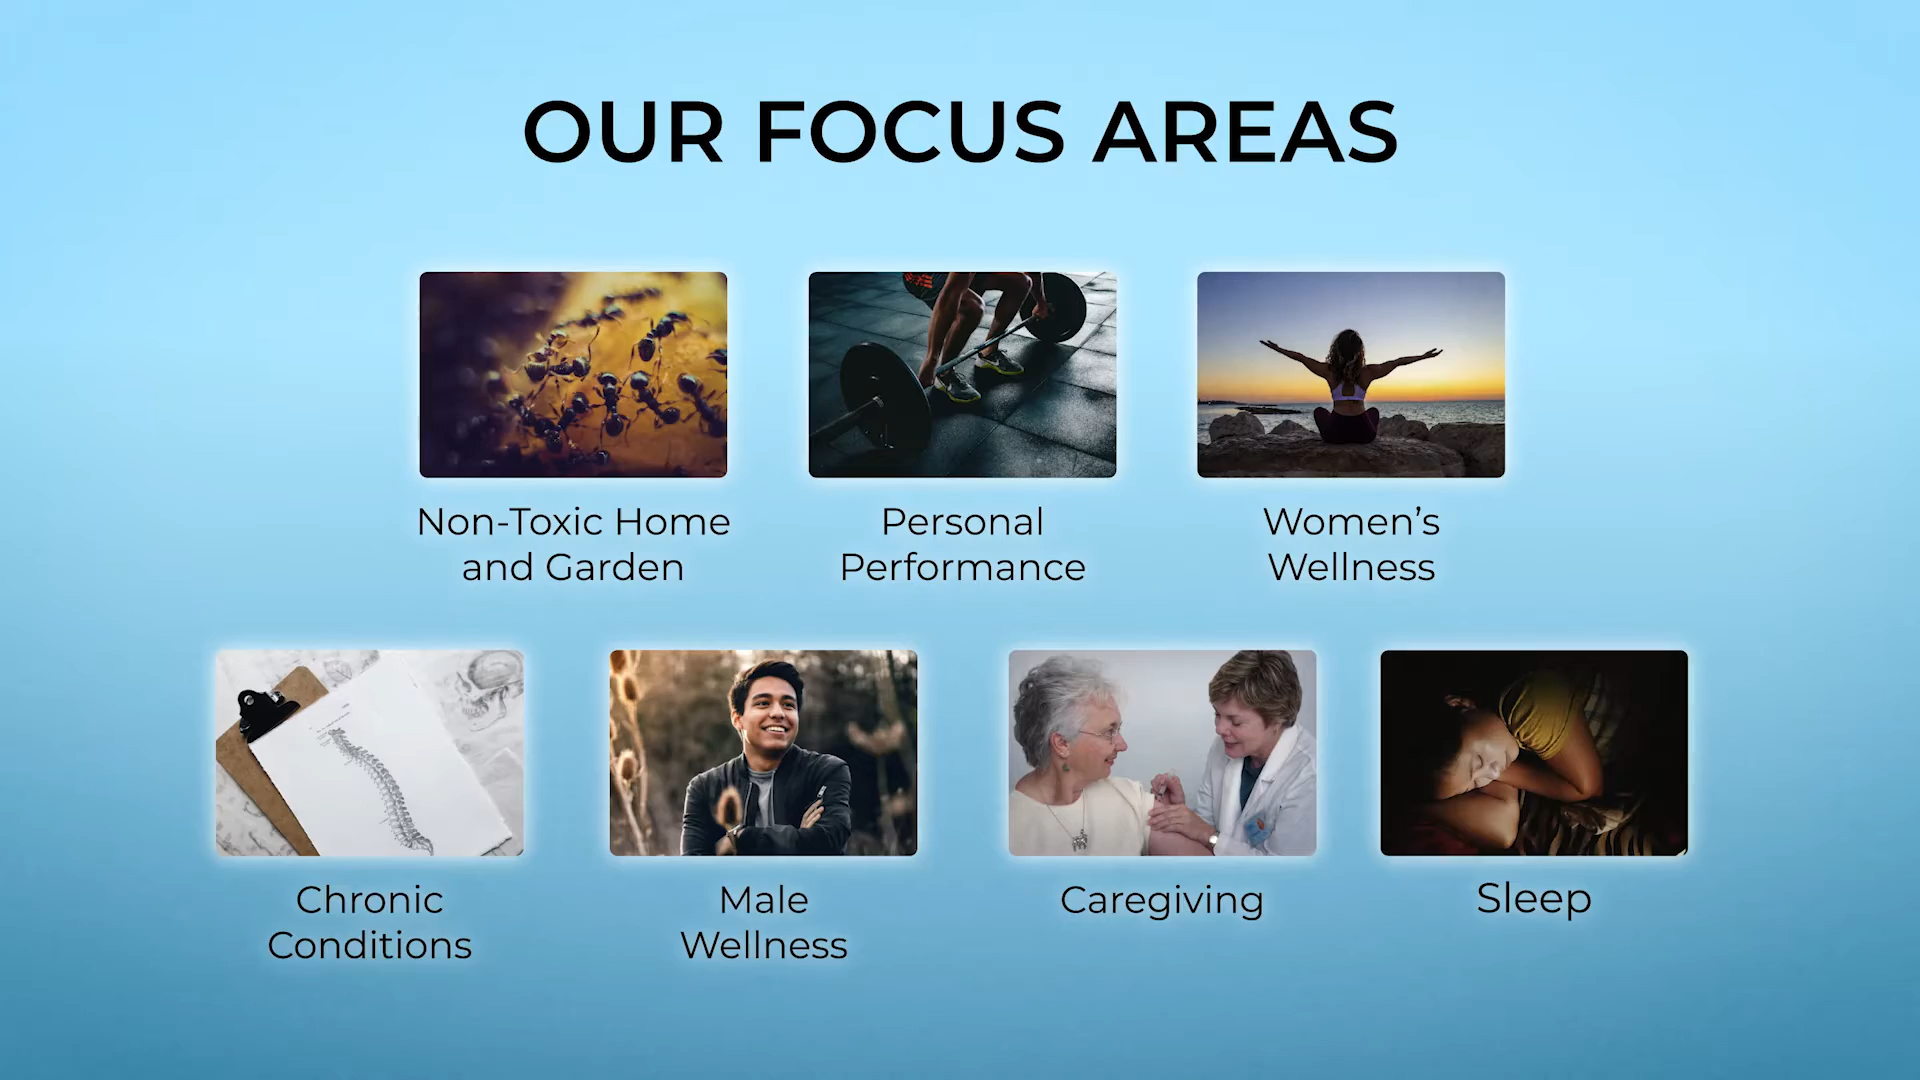 OUR FOCUS AREAS
Non-Toxic Home
and Garden
Personal
Performance
Women’s
Wellness
Chronic
Conditions
Male
Wellness
Caregiving
Sleep